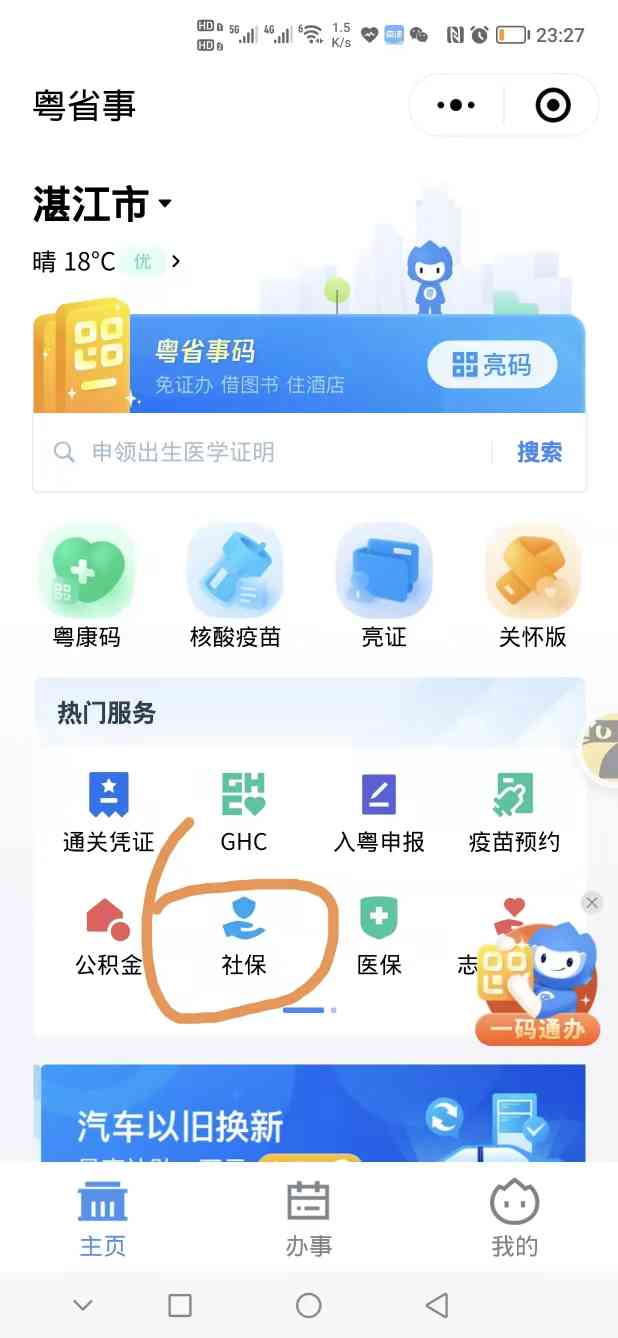 HD 1 5G 4G 6 1.5 23:27
HD 2 K/s
粤省事
湛江市
晴 18°C 优
粤省事码
免证办 借图书 住酒店
亮码
申领出生医学证明 搜索
粤康码 核酸疫苗 亮证 关怀版
热门服务
通关凭证 GHC 入粤申报 疫苗预约
公积金 社保 医保 志
一码通办
汽车以旧换新
主页 办事 我的